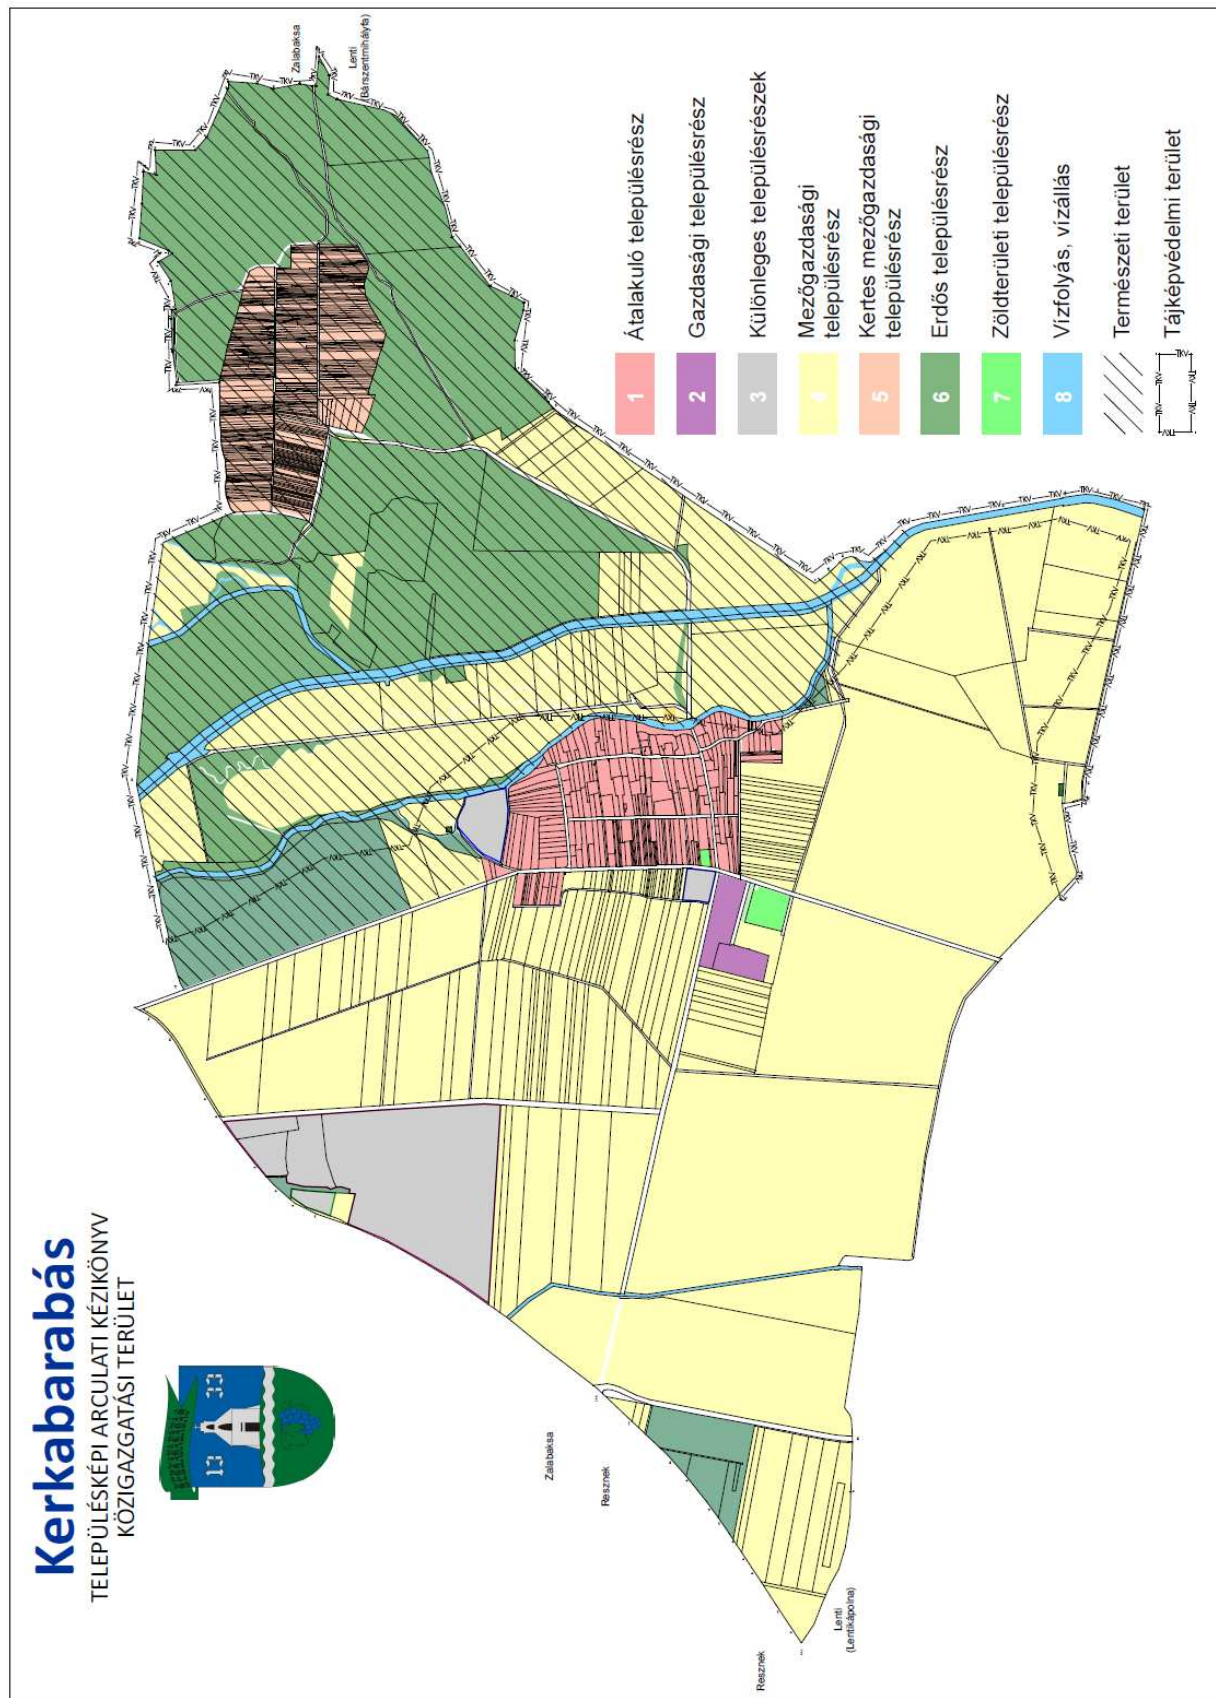 Kerkabarabás
TELEPÜLÉSKÉPI ARCULATI KÉZIKÖNYV
KÖZIGAZGATÁSI TERÜLET
13 33
Zalabaksa
Lenti
(Bárszentmihályfa)
Zalabaksa
Resznek
Resznek
Lenti
(Lentikápolna)
1 Átalakuló településrész
2 Gazdasági településrész
3 Különleges településrészek
4 Mezőgazdasági
településrész
5 Kertes mezőgazdasági
településrész
6 Erdős településrész
7 Zöldterületi településrész
8 Vízfolyás, vízállás
Természeti terület
TKV Tájképvédelmi terület